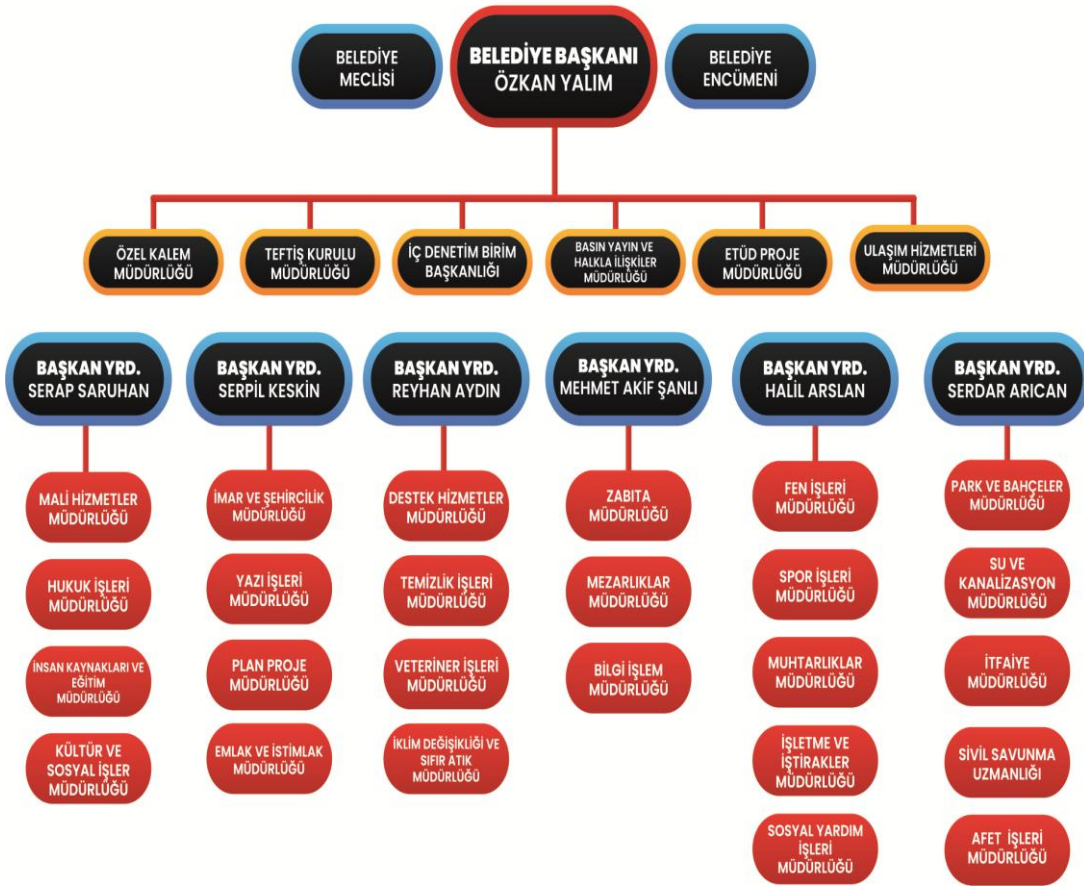 BELEDİYE
MECLİSİ
BELEDİYE BAŞKANI
ÖZKAN YALIM
BELEDİYE
ENCÜMENİ
ÖZEL KALEM
MÜDÜRLÜĞÜ
TEFTİŞ KURULU
MÜDÜRLÜĞÜ
İÇ DENETİM BİRİM
BAŞKANLIĞI
BASIN YAYIN VE
HALKLA İLİŞKİLER
MÜDÜRLÜĞÜ
ETÜD PROJE
MÜDÜRLÜĞÜ
ULAŞIM HİZMETLERİ
MÜDÜRLÜĞÜ
BAŞKAN YRD.
SERAP SARUHAN
MALİ HİZMETLER
MÜDÜRLÜĞÜ
HUKUK İŞLERİ
MÜDÜRLÜĞÜ
İNSAN KAYNAKLARI VE
EĞİTİM
MÜDÜRLÜĞÜ
KÜLTÜR VE
SOSYAL İŞLER
MÜDÜRLÜĞÜ
BAŞKAN YRD.
SERPİL KESKİN
İMAR VE ŞEHİRCİLİK
MÜDÜRLÜĞÜ
YAZI İŞLERİ
MÜDÜRLÜĞÜ
PLAN PROJE
MÜDÜRLÜĞÜ
EMLAK VE İSTİMLAK
MÜDÜRLÜĞÜ
BAŞKAN YRD.
REYHAN AYDIN
DESTEK HİZMETLER
MÜDÜRLÜĞÜ
TEMİZLİK İŞLERİ
MÜDÜRLÜĞÜ
VETERİNER İŞLERİ
MÜDÜRLÜĞÜ
İKLİM DEĞİŞİKLİĞİ VE
SIFIR ATIK
MÜDÜRLÜĞÜ
BAŞKAN YRD.
MEHMET AKİF ŞANLI
ZABITA
MÜDÜRLÜĞÜ
MEZARLIKLAR
MÜDÜRLÜĞÜ
BİLGİ İŞLEM
MÜDÜRLÜĞÜ
BAŞKAN YRD.
HALİL ARSLAN
FEN İŞLERİ
MÜDÜRLÜĞÜ
SPOR İŞLERİ
MÜDÜRLÜĞÜ
MUHTARLIKLAR
MÜDÜRLÜĞÜ
İŞLETME VE
İŞTİRAKLER
MÜDÜRLÜĞÜ
SOSYAL YARDIM
İŞLERİ
MÜDÜRLÜĞÜ
BAŞKAN YRD.
SERDAR ARICAN
PARK VE BAHÇELER
MÜDÜRLÜĞÜ
SU VE
KANALİZASYON
MÜDÜRLÜĞÜ
İTFAİYE
MÜDÜRLÜĞÜ
SİVİL SAVUNMA
UZMANLIĞI
AFET İŞLERİ
MÜDÜRLÜĞÜ